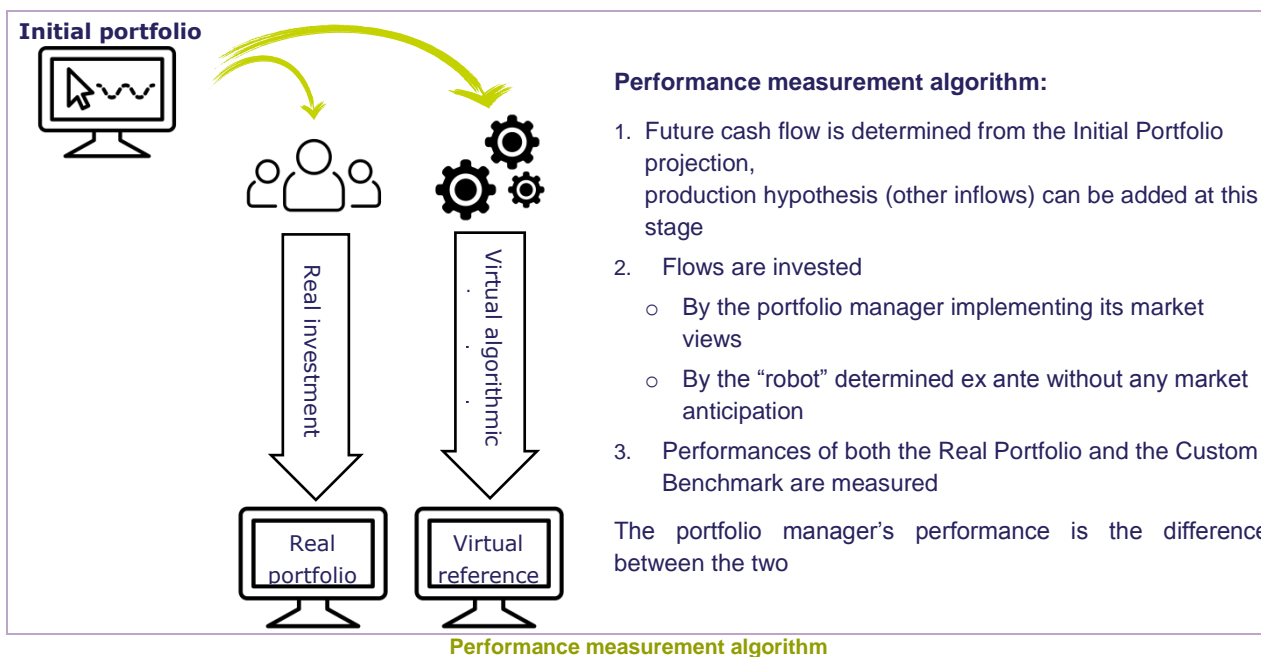 Initial portfolio
Real investment
Virtual algorithmic
Real
portfolio
Virtual
reference
Performance measurement algorithm:
1. Future cash flow is determined from the Initial Portfolio
projection,
production hypothesis (other inflows) can be added at this
stage
2. Flows are invested
o By the portfolio manager implementing its market
views
o By the “robot” determined ex ante without any market
anticipation
3. Performances of both the Real Portfolio and the Custom
Benchmark are measured
The portfolio manager’s performance is the difference
between the two
Performance measurement algorithm